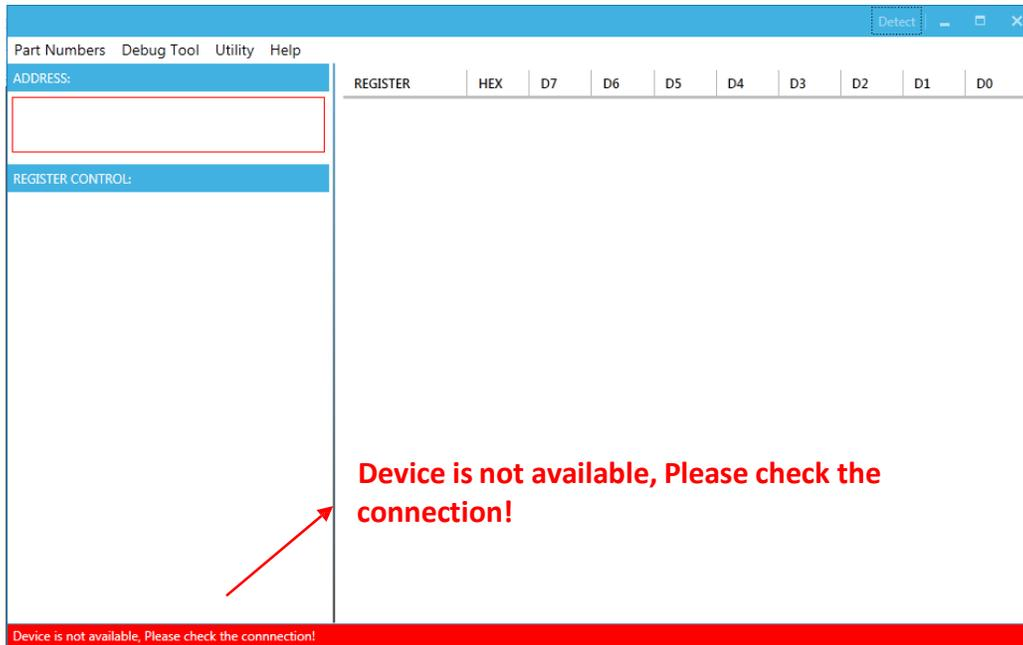 Detect
Part Numbers Debug Tool Utility Help
ADDRESS:
REGISTER HEX D7 D6 D5 D4 D3 D2 D1 D0
REGISTER CONTROL:
Device is not available, Please check the
connection!
Device is not available, Please check the connnection!